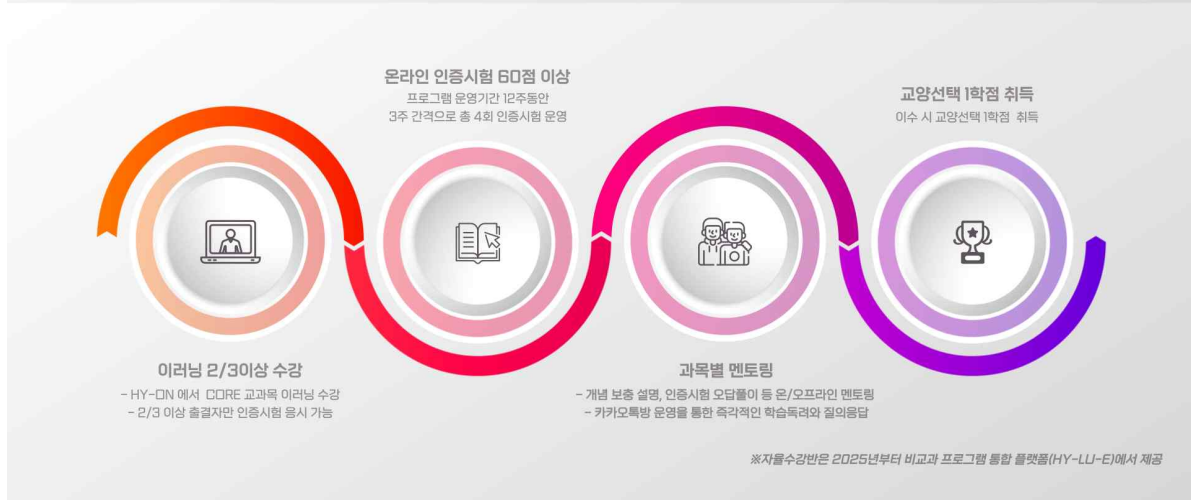 온라인 인증시험 60점 이상
프로그램 운영기간 12주동안
3주 간격으로 총 4회 인증시험 운영
교양선택 1학점 취득
이수 시 교양선택 1학점 취득
이러닝 2/3이상 수강
- HY-ON 에서 CORE 교과목 이러닝 수강
- 2/3 이상 출결자만 인증시험 응시 가능
과목별 멘토링
- 개념 보충 설명, 인증시험 오답풀이 등 온/오프라인 멘토링
- 카카오톡방 운영을 통한 즉각적인 학습독려와 질의응답
※자율수강반은 2025년부터 비교과 프로그램 통합 플랫폼(HY-LU-E)에서 제공